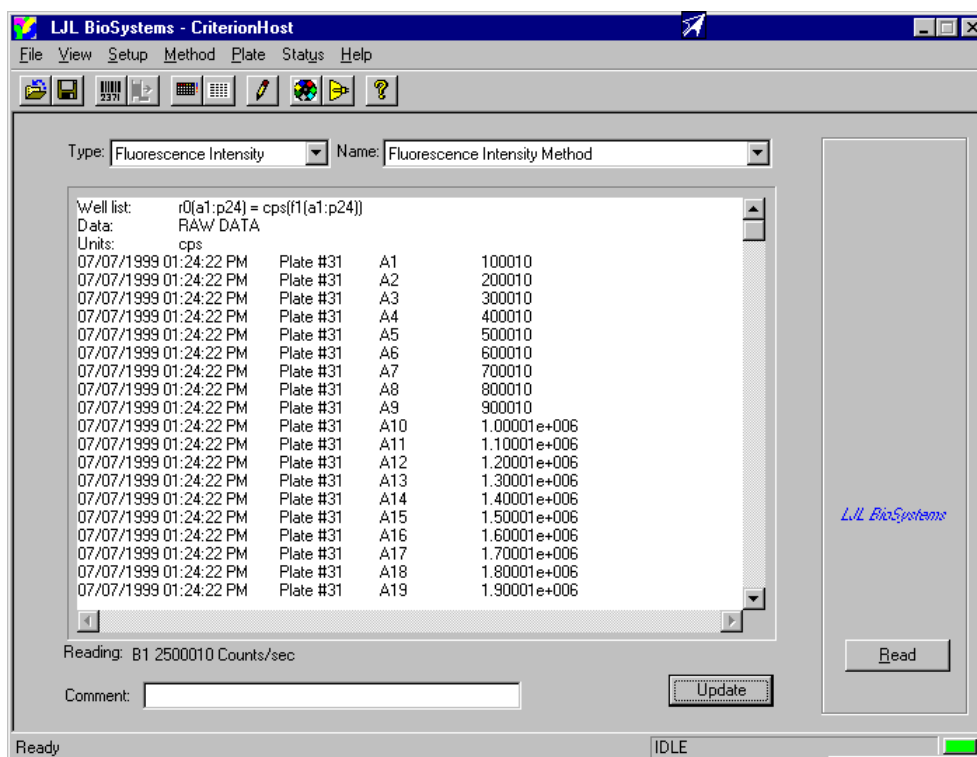 LJL BioSystems - CriterionHost
File View Setup Method Plate Status Help
2371
Type: Fluorescence Intensity Name: Fluorescence Intensity Method
Well list: r0(a1:p24) = cps(f1(a1:p24))
Data: RAW DATA
Units: cps
07/07/1999 01:24:22 PM Plate #31 A1 100010
07/07/1999 01:24:22 PM Plate #31 A2 200010
07/07/1999 01:24:22 PM Plate #31 A3 300010
07/07/1999 01:24:22 PM Plate #31 A4 400010
07/07/1999 01:24:22 PM Plate #31 A5 500010
07/07/1999 01:24:22 PM Plate #31 A6 600010
07/07/1999 01:24:22 PM Plate #31 A7 700010
07/07/1999 01:24:22 PM Plate #31 A8 800010
07/07/1999 01:24:22 PM Plate #31 A9 900010
07/07/1999 01:24:22 PM Plate #31 A10 1.00001e+006
07/07/1999 01:24:22 PM Plate #31 A11 1.10001e+006
07/07/1999 01:24:22 PM Plate #31 A12 1.20001e+006
07/07/1999 01:24:22 PM Plate #31 A13 1.30001e+006
07/07/1999 01:24:22 PM Plate #31 A14 1.40001e+006
07/07/1999 01:24:22 PM Plate #31 A15 1.50001e+006
07/07/1999 01:24:22 PM Plate #31 A16 1.60001e+006
07/07/1999 01:24:22 PM Plate #31 A17 1.70001e+006
07/07/1999 01:24:22 PM Plate #31 A18 1.80001e+006
07/07/1999 01:24:22 PM Plate #31 A19 1.90001e+006
LJL BioSystems
Reading: B1 2500010 Counts/sec
Read
Comment:
Update
Ready IDLE